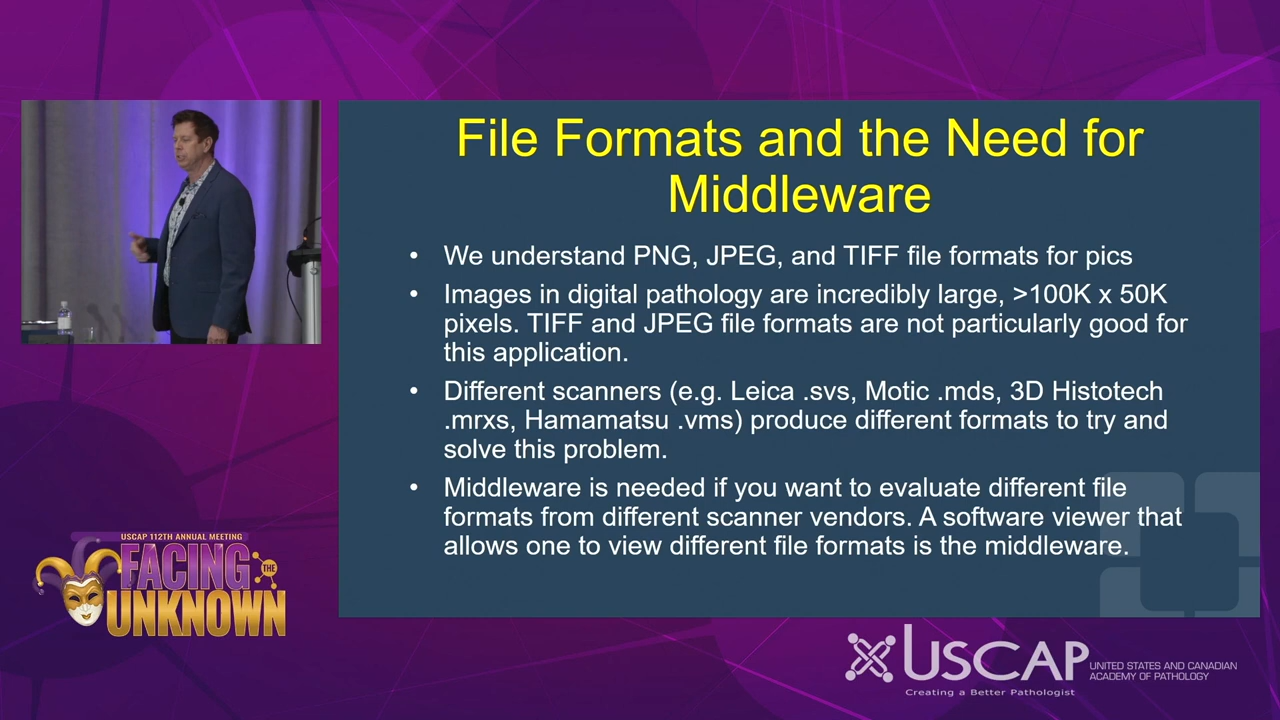 File Formats and the Need for
Middleware
• We understand PNG, JPEG, and TIFF file formats for pics
• Images in digital pathology are incredibly large, >100K x 50K
pixels. TIFF and JPEG file formats are not particularly good for
this application.
• Different scanners (e.g. Leica .svs, Motic .mds, 3D Histotech
.mrxs, Hamamatsu .vms) produce different formats to try and
solve this problem.
• Middleware is needed if you want to evaluate different file
formats from different scanner vendors. A software viewer that
allows one to view different file formats is the middleware.
USCAP 112TH ANNUAL MEETING
FACING THE
UNKNOWN
USCAP
UNITED STATES AND CANADIAN
ACADEMY OF PATHOLOGY
Creating a Better Pathologist